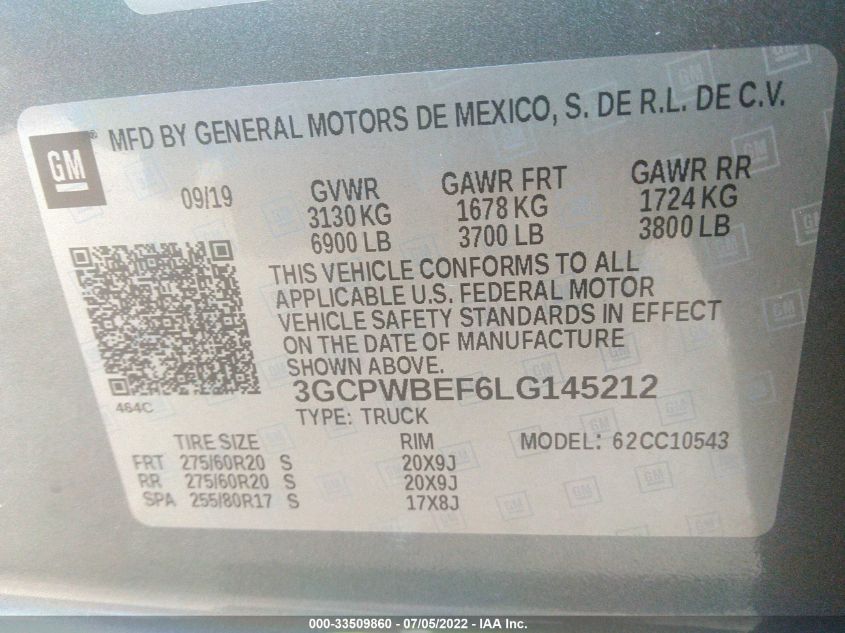 GM ® MFD BY GENERAL MOTORS DE MEXICO, S. DE R.L. DE C.V.
09/19 GVWR GAWR FRT GAWR RR
3130 KG 1678 KG 1724 KG
6900 LB 3700 LB 3800 LB
THIS VEHICLE CONFORMS TO ALL
APPLICABLE U.S. FEDERAL MOTOR
VEHICLE SAFETY STANDARDS IN EFFECT
ON THE DATE OF MANUFACTURE
SHOWN ABOVE.
464C
3GCPWBEF6LG145212
TYPE: TRUCK
TIRE SIZE RIM MODEL: 62CC10543
FRT 275/60R20 S 20X9J
RR 275/60R20 S 20X9J
SPA 255/80R17 S 17X8J
000-33509860 - 07/05/2022 - IAA Inc.